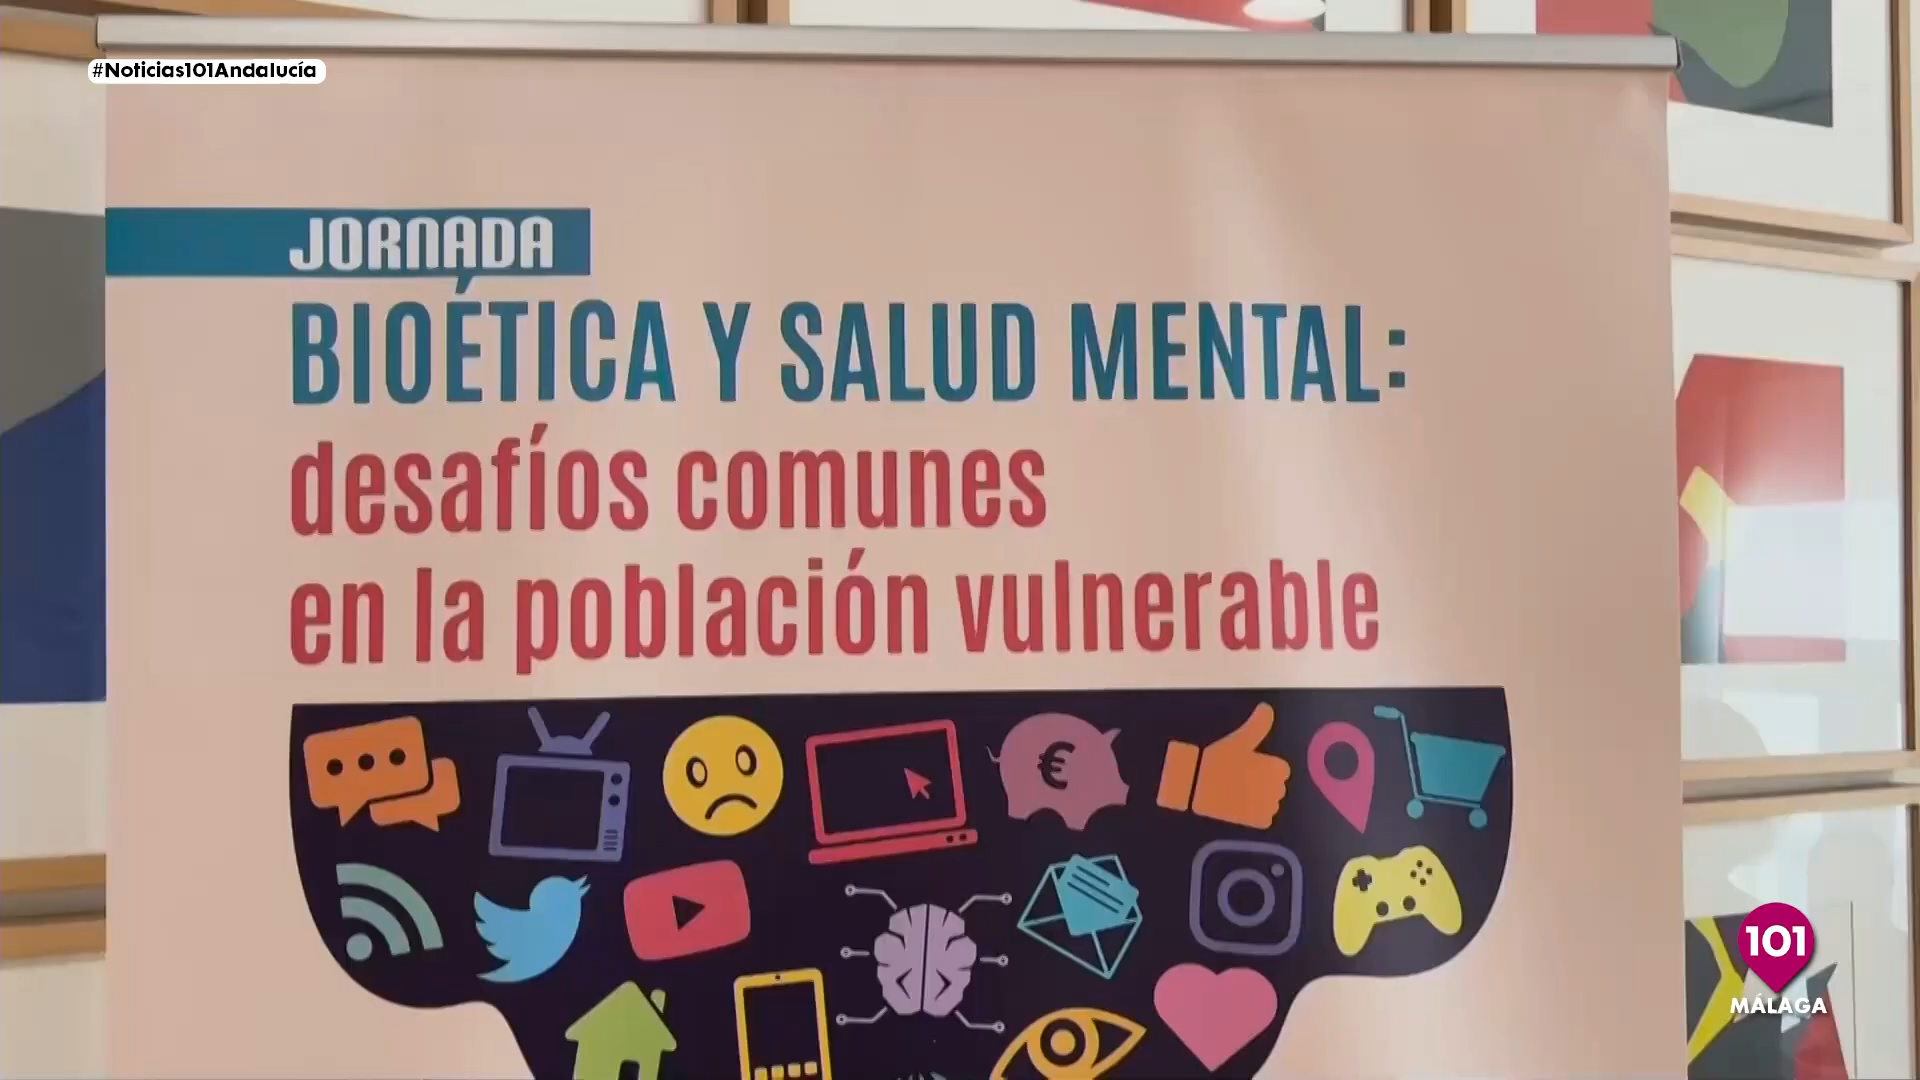 #Noticias101Andalucía
JORNADA
BIOÉTICA Y SALUD MENTAL:
desafíos comunes
en la población vulnerable
€
101
MÁLAGA